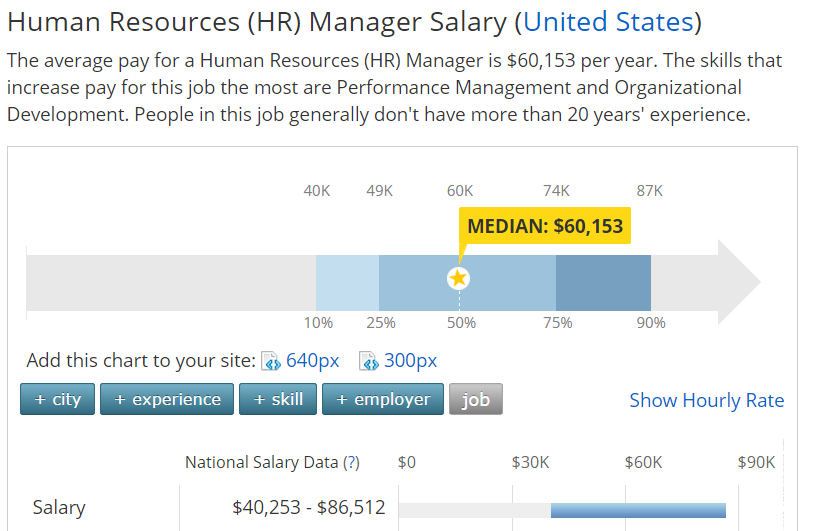 Human Resources (HR) Manager Salary (United States)
The average pay for a Human Resources (HR) Manager is $60,153 per year. The skills that
increase pay for this job the most are Performance Management and Organizational
Development. People in this job generally don't have more than 20 years' experience.
40K 49K 60K 74K 87K
MEDIAN: $60,153
10% 25% 50% 75% 90%
Add this chart to your site: 640px 300px
+ city + experience + skill + employer job
Show Hourly Rate
National Salary Data (?) $0 $30K $60K $90K
Salary $40,253 - $86,512